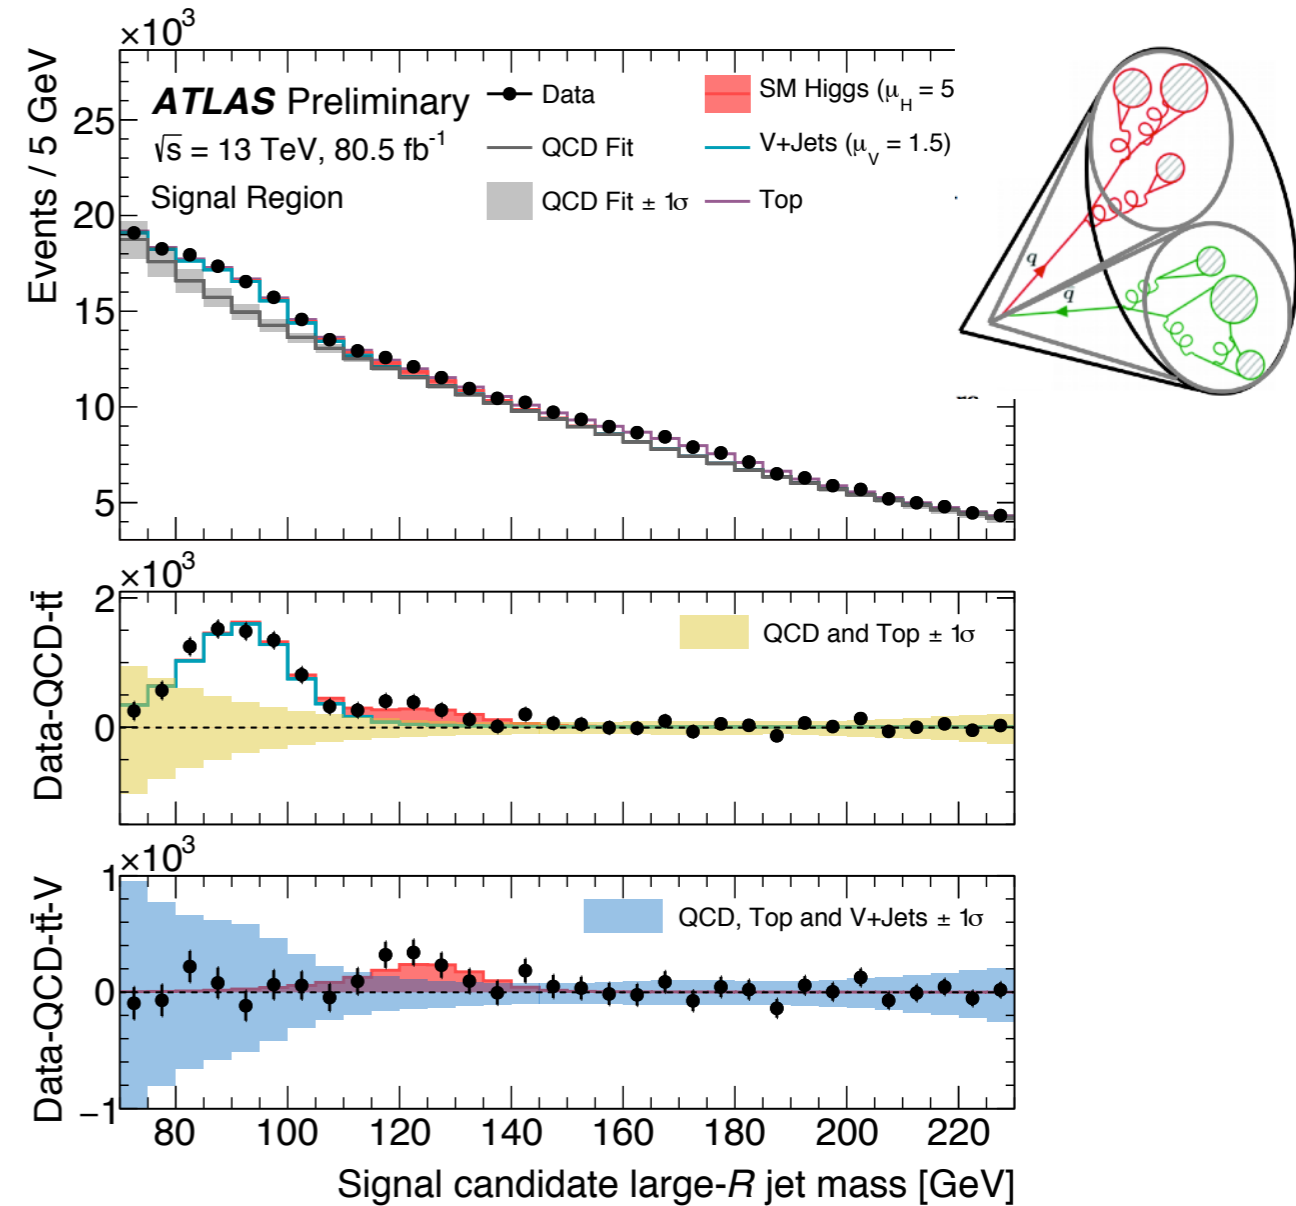 ×10³
Events / 5 GeV
25
20
15
10
5
ATLAS Preliminary
√s = 13 TeV, 80.5 fb⁻¹
Signal Region
Data
QCD Fit
QCD Fit ± 1σ
SM Higgs (μ_H = 5
V+Jets (μ_V = 1.5)
Top
q
q̄
×10³
Data-QCD-tt̄
2
0
QCD and Top ± 1σ
×10³
Data-QCD-tt̄-V
1
0
−1
QCD, Top and V+Jets ± 1σ
80 100 120 140 160 180 200 220
Signal candidate large-R jet mass [GeV]